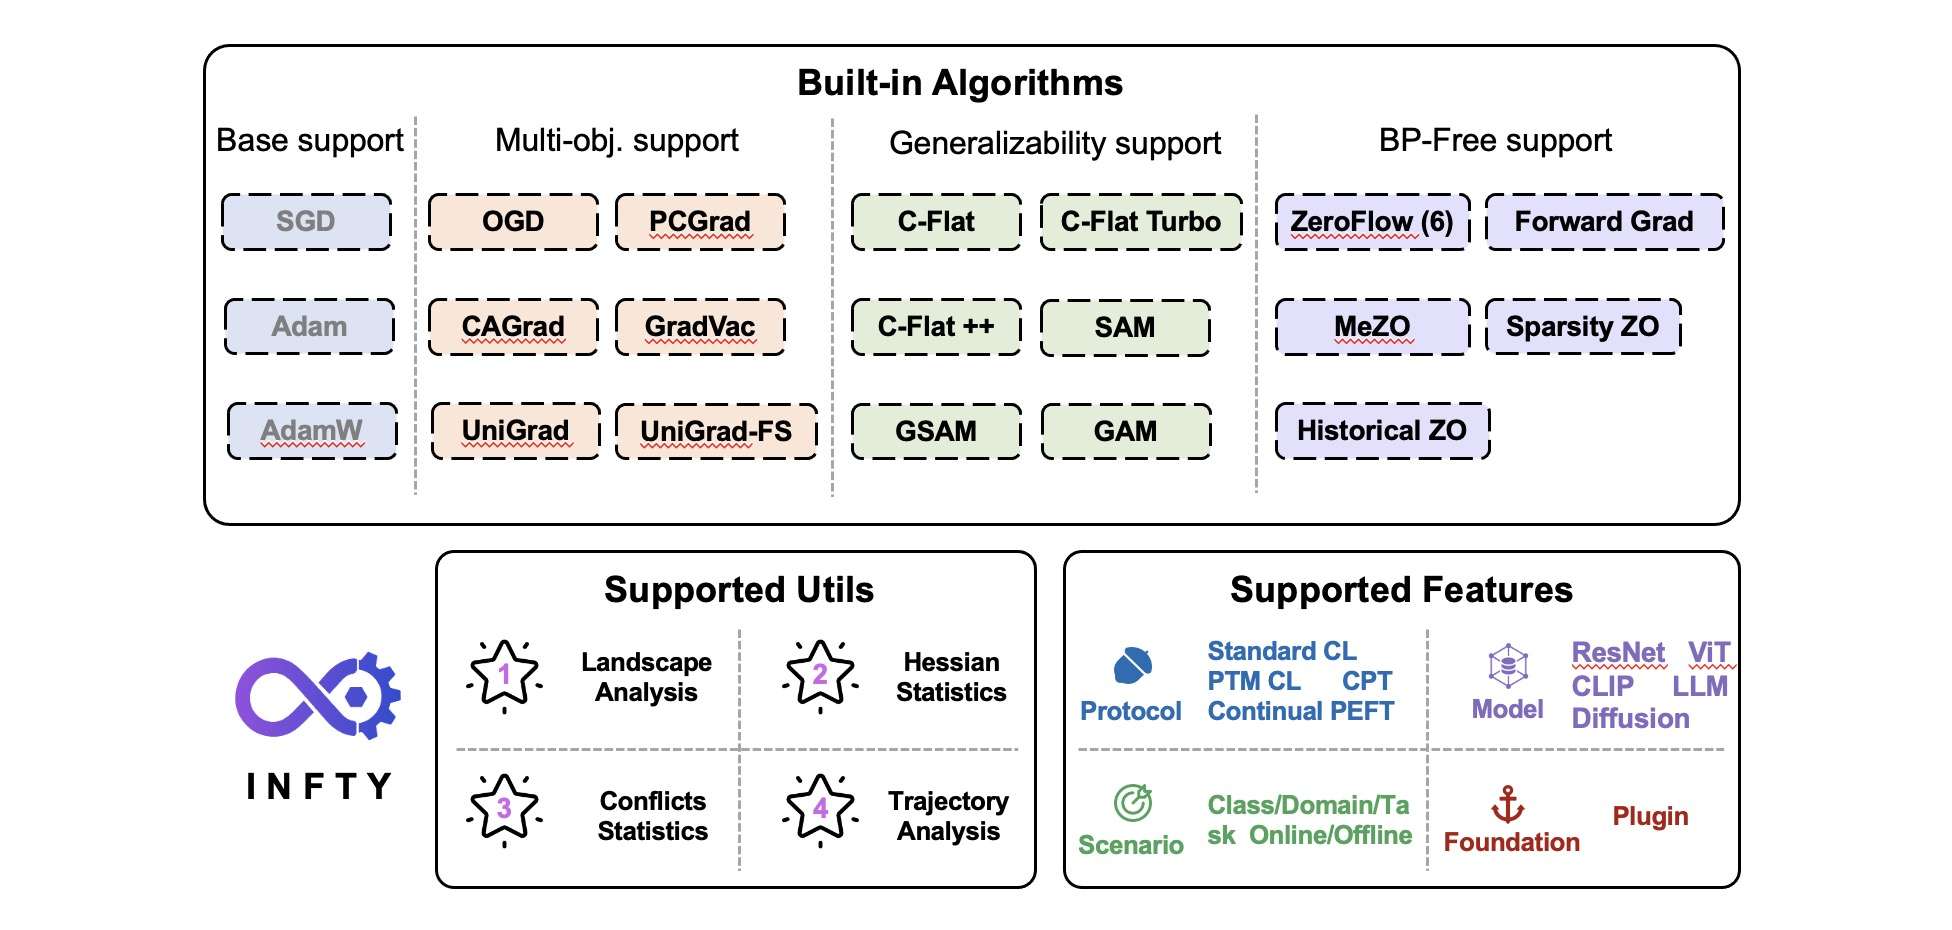 Built-in Algorithms
Base support
Multi-obj. support
Generalizability support
BP-Free support
SGD
OGD
PCGrad
C-Flat
C-Flat Turbo
ZeroFlow (6)
Forward Grad
Adam
CAGrad
GradVac
C-Flat ++
SAM
MeZO
Sparsity ZO
AdamW
UniGrad
UniGrad-FS
GSAM
GAM
Historical ZO
INFTY
Supported Utils
1
Landscape
Analysis
2
Hessian
Statistics
3
Conflicts
Statistics
4
Trajectory
Analysis
Supported Features
Protocol
Standard CL
PTM CL CPT
Continual PEFT
Model
ResNet ViT
CLIP LLM
Diffusion
Scenario
Class/Domain/Ta
sk Online/Offline
Foundation
Plugin